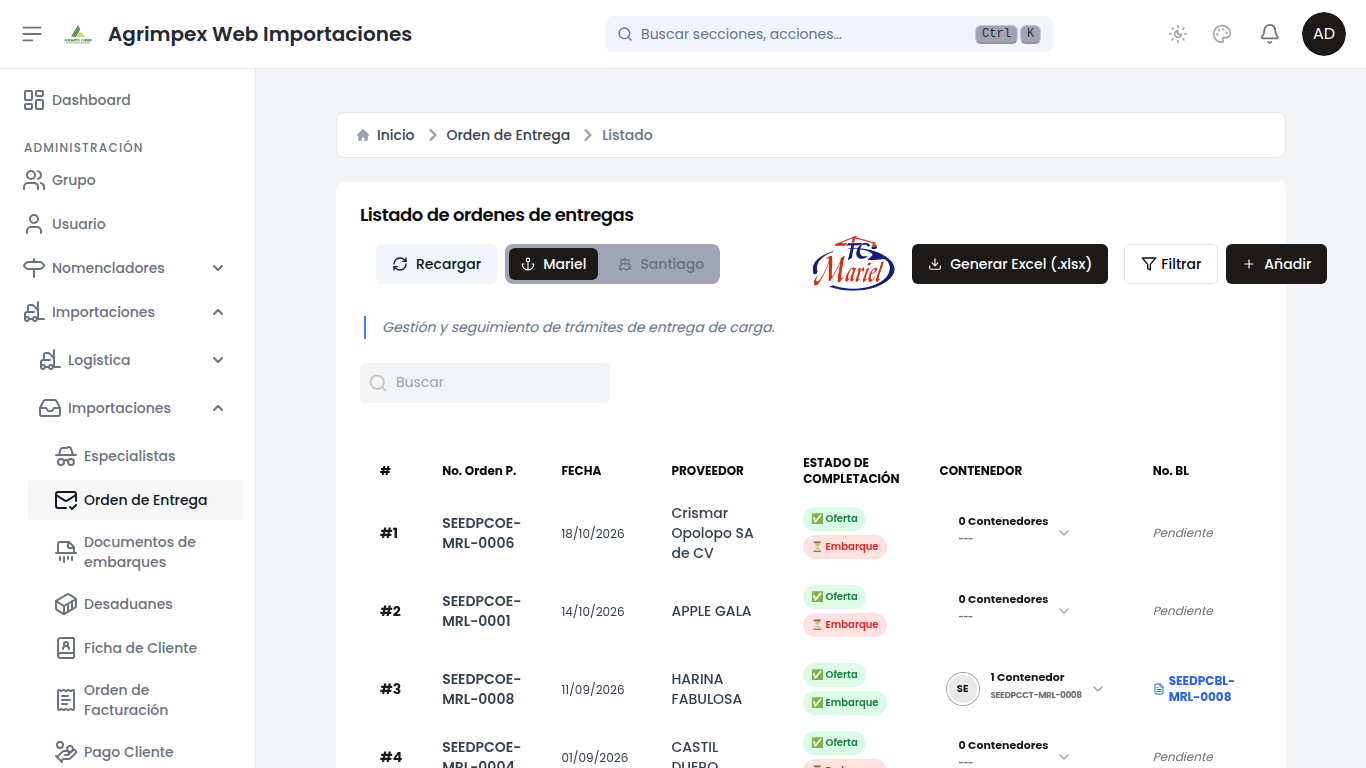 Agrimpex Web Importaciones
Buscar secciones, acciones…
Ctrl K
AD
Dashboard
ADMINISTRACIÓN
Grupo
Usuario
Nomencladores
Importaciones
Logística
Importaciones
Especialistas
Orden de Entrega
Documentos de
embarques
Desaduanes
Ficha de Cliente
Orden de
Facturación
Pago Cliente
Inicio
Orden de Entrega
Listado
Listado de ordenes de entregas
Recargar
Mariel
Santiago
TC
Mariel
Generar Excel (.xlsx)
Filtrar
Añadir
Gestión y seguimiento de trámites de entrega de carga.
Buscar
# No. Orden P. FECHA PROVEEDOR ESTADO DE COMPLETACIÓN CONTENEDOR No. BL
#1
SEEDPCOE-
MRL-0006
18/10/2026
Crismar
Opolopo SA
de CV
✅ Oferta
⏳ Embarque
0 Contenedores
---
Pendiente
#2
SEEDPCOE-
MRL-0001
14/10/2026
APPLE GALA
✅ Oferta
⏳ Embarque
0 Contenedores
---
Pendiente
#3
SEEDPCOE-
MRL-0008
11/09/2026
HARINA
FABULOSA
✅ Oferta
✅ Embarque
SE
1 Contenedor
SEEDPCCT-MRL-0008
SEEDPCBL-
MRL-0008
#4
SEEDPCOE-
MRL-0004
01/09/2026
CASTIL
DUERO
✅ Oferta
⏳ Embarque
0 Contenedores
---
Pendiente